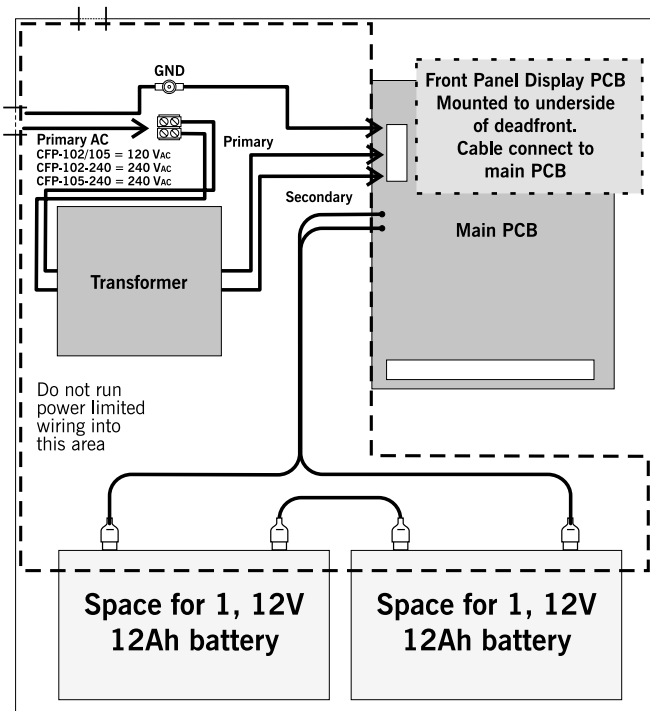 GND
Primary AC
CFP-102/105 = 120 VAC
CFP-102-240 = 240 VAC
CFP-105-240 = 240 VAC
Primary
Secondary
Front Panel Display PCB
Mounted to underside
of deadfront.
Cable connect to
main PCB
Main PCB
Transformer
Do not run
power limited
wiring into
this area
Space for 1, 12V
12Ah battery
Space for 1, 12V
12Ah battery